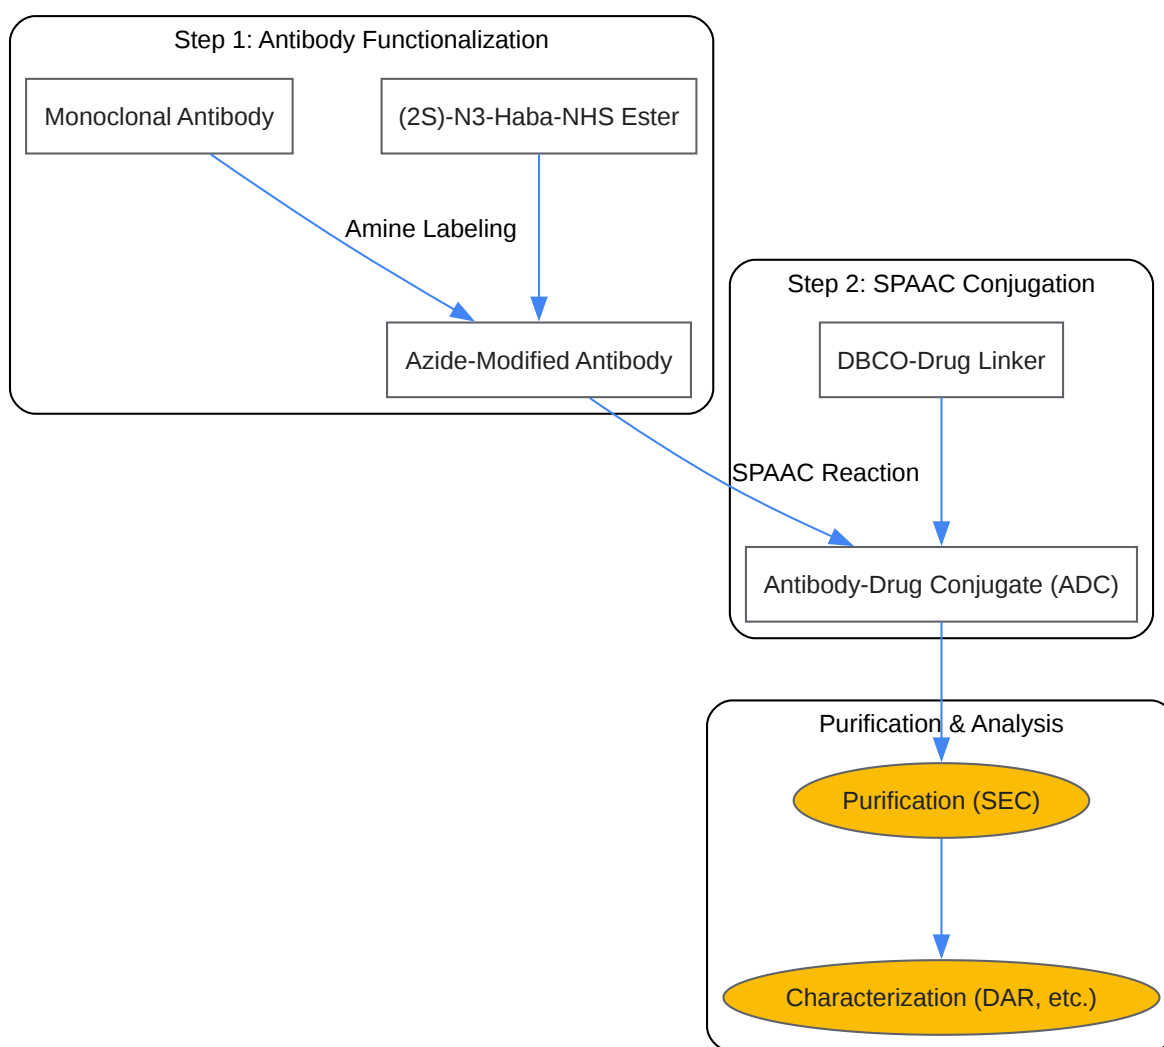 Step 1: Antibody Functionalization
Monoclonal Antibody
(2S)-N3-Haba-NHS Ester
Amine Labeling
Azide-Modified Antibody
Step 2: SPAAC Conjugation
DBCO-Drug Linker
SPAAC Reaction
Antibody-Drug Conjugate (ADC)
Purification & Analysis
Purification (SEC)
Characterization (DAR, etc.)